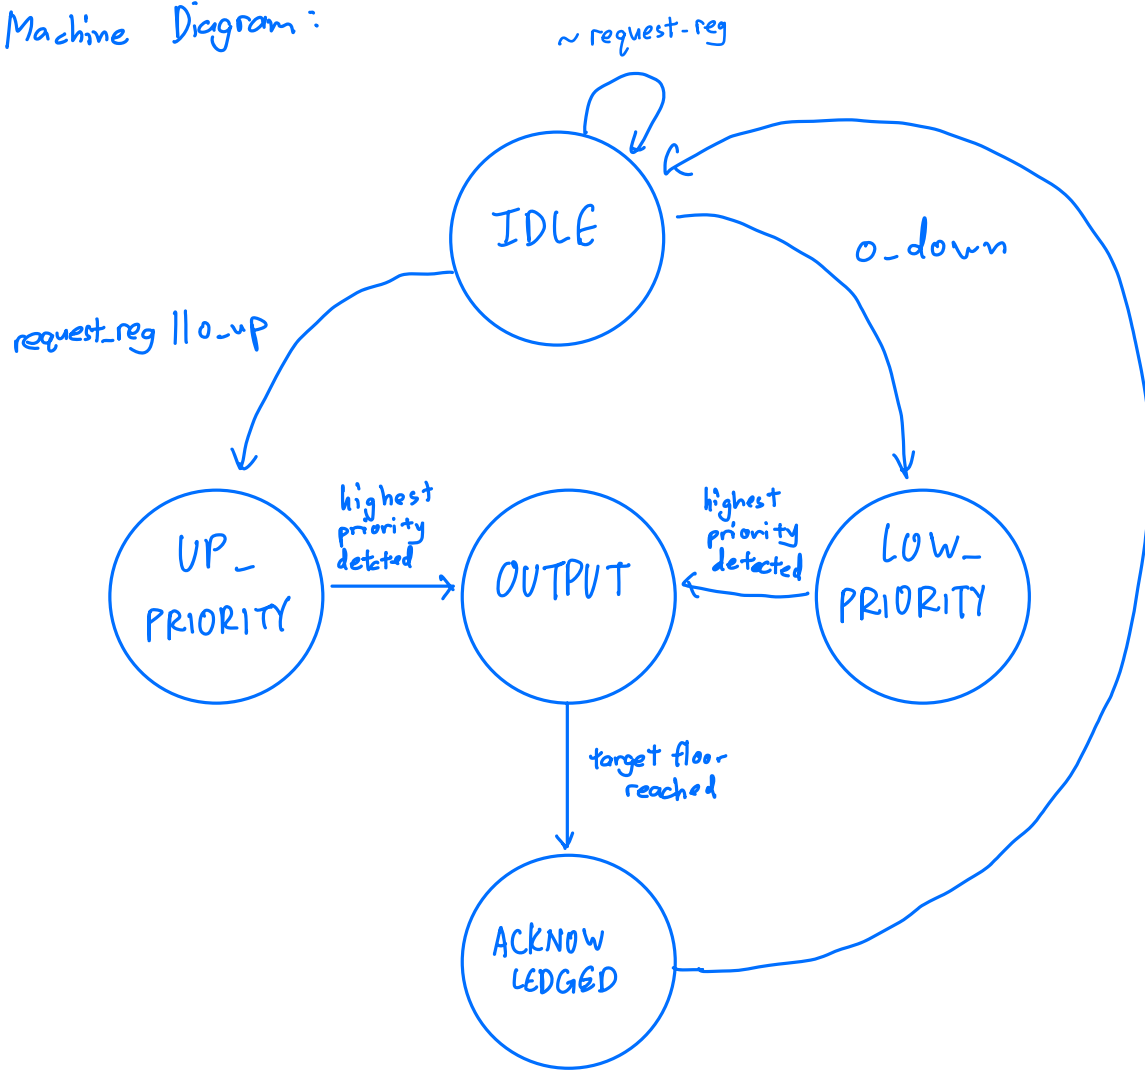 Machine Diagram:
~ request_reg
IDLE
o_down
request_reg || o_up
highest
priority
detected
highest
priority
detected
UP_
PRIORITY
OUTPUT
LOW_
PRIORITY
target floor
reached
ACKNOW
LEDGED